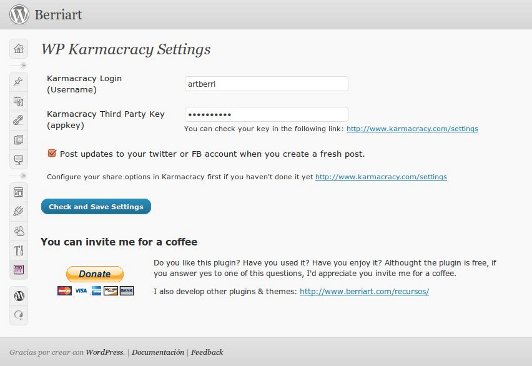 Berriart
WP Karmacracy Settings
Karmacracy Login
(Username)
artberri
Karmacracy Third Party Key
(appkey)
••••••••••
You can check your key in the following link: http://www.karmacracy.com/settings
Post updates to your twitter or FB account when you create a fresh post.
Configure your share options in Karmacracy first if you haven't done it yet http://www.karmacracy.com/settings
Check and Save Settings
You can invite me for a coffee
Donate
VISA
Do you like this plugin? Have you used it? Have you enjoy it? Althought the plugin is free, if
you answer yes to one of this questions, I'd appreciate you invite me for a coffee.
I also develop other plugins & themes: http://www.berriart.com/recursos/
Gracias por crear con WordPress. | Documentación | Feedback